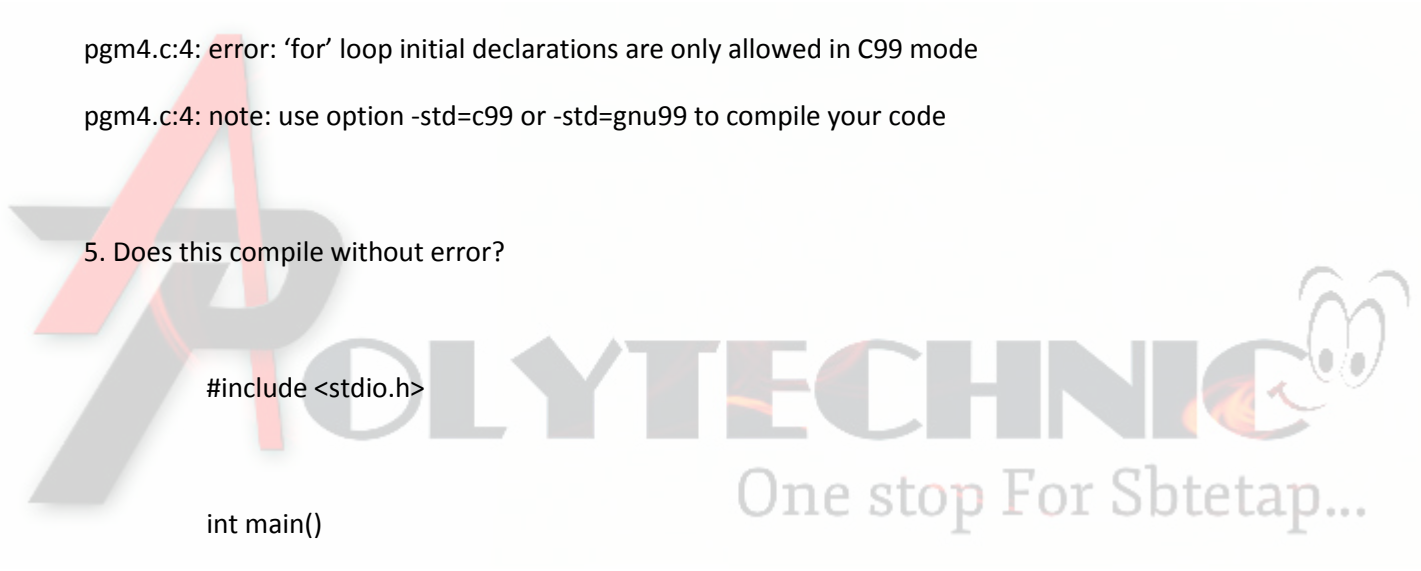 pgm4.c:4: error: ‘for’ loop initial declarations are only allowed in C99 mode
pgm4.c:4: note: use option -std=c99 or -std=gnu99 to compile your code
5. Does this compile without error?
#include <stdio.h>
AP
POLYTECHNIC
One stop For Sbtetap...
int main()